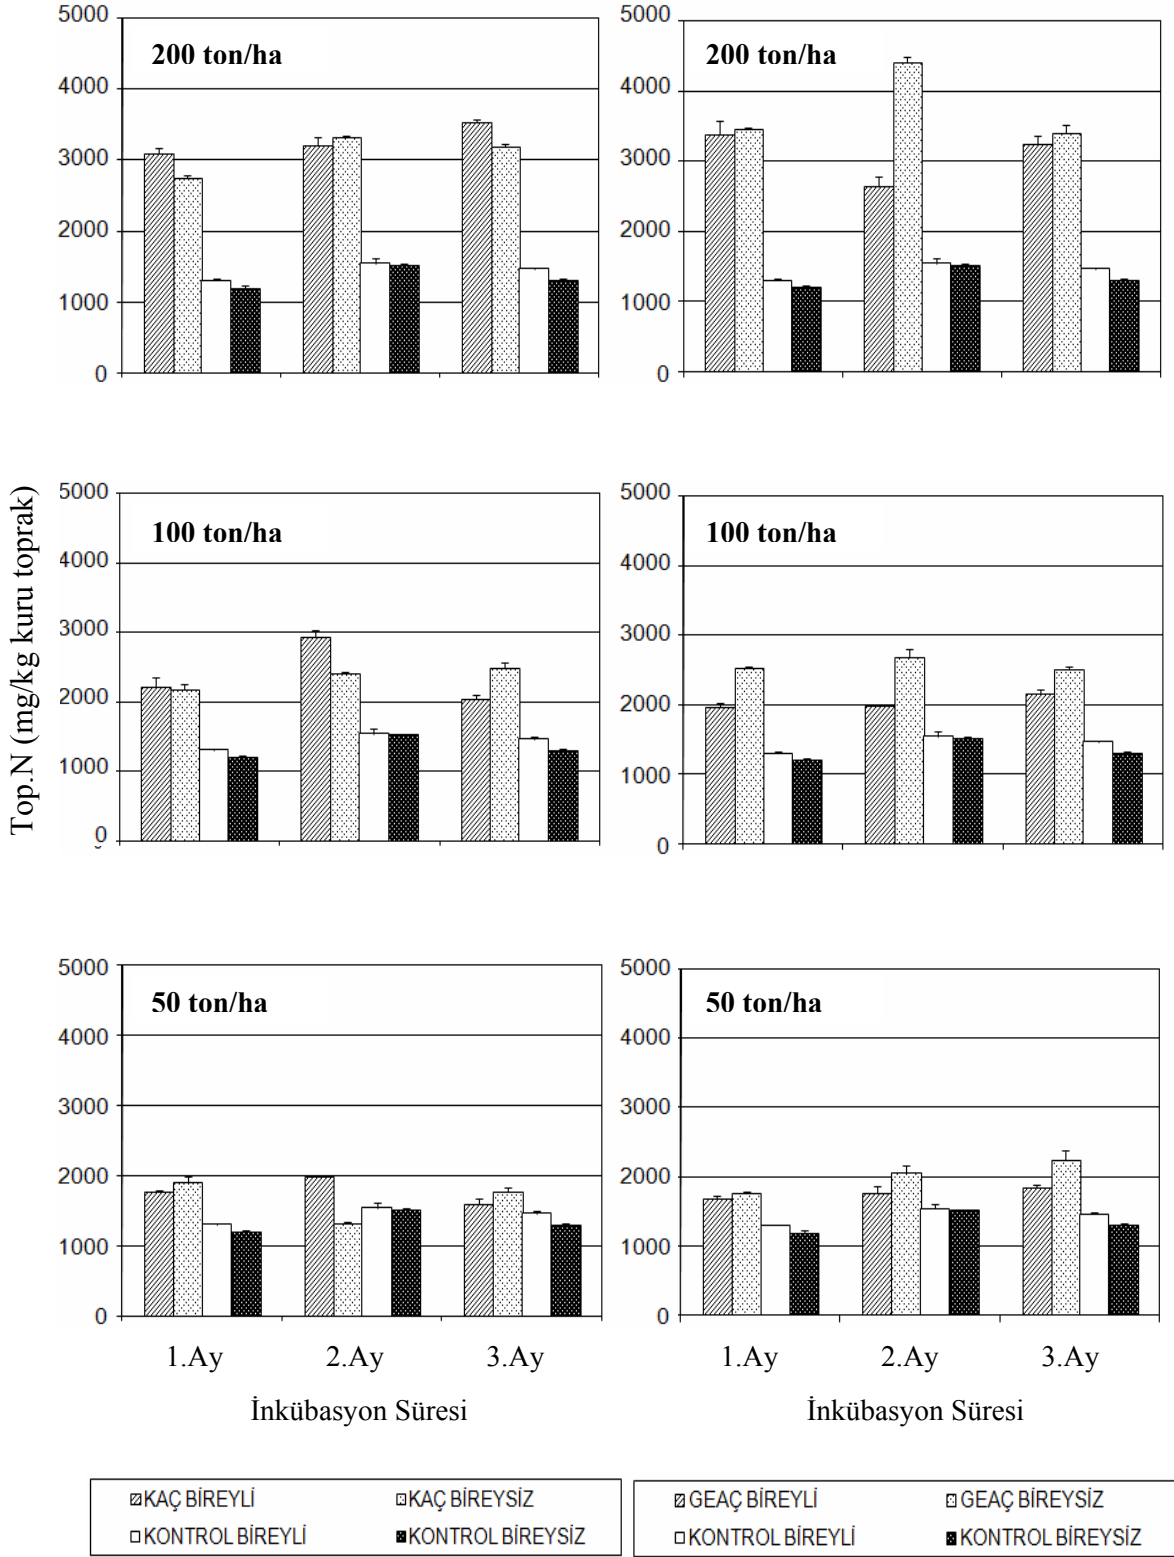 5000
4000
3000
2000
1000
0
200 ton/ha
5000
4000
3000
2000
1000
0
200 ton/ha
Top.N (mg/kg kuru toprak)
5000
4000
3000
2000
1000
0
100 ton/ha
5000
4000
3000
2000
1000
0
100 ton/ha
5000
4000
3000
2000
1000
0
50 ton/ha
1.Ay 2.Ay 3.Ay
İnkübasyon Süresi
5000
4000
3000
2000
1000
0
50 ton/ha
1.Ay 2.Ay 3.Ay
İnkübasyon Süresi
KAÇ BİREYLİ KAÇ BİREYSİZ
KONTROL BİREYLİ KONTROL BİREYSİZ
GEAÇ BİREYLİ GEAÇ BİREYSİZ
KONTROL BİREYLİ KONTROL BİREYSİZ